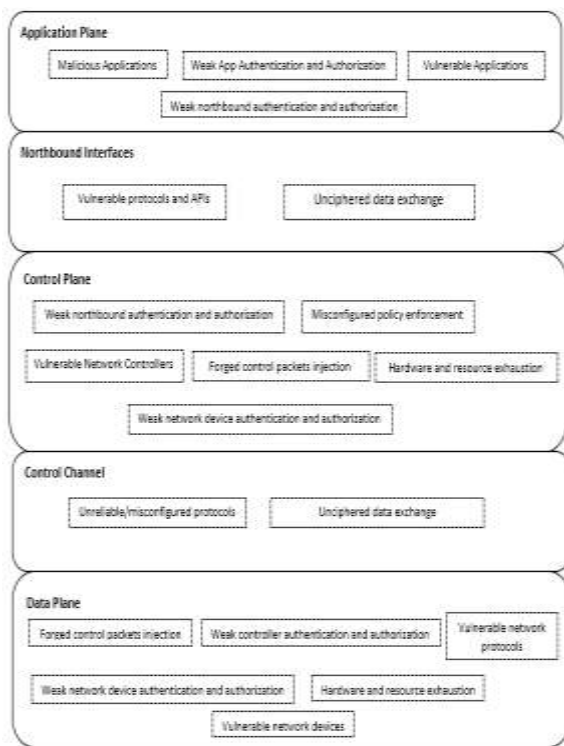 Application Plane
Malicious Applications
Weak App Authentication and Authorization
Vulnerable Applications
Weak northbound authentication and authorization
Northbound Interfaces
Vulnerable protocols and APIs
Unciphered data exchange
Control Plane
Weak northbound authentication and authorization
Misconfigured policy enforcement
Vulnerable Network Controllers
Forged control packets injection
Hardware and resource exhaustion
Weak network device authentication and authorization
Control Channel
Unreliable/misconfigured protocols
Unciphered data exchange
Data Plane
Forged control packets injection
Weak controller authentication and authorization
Vulnerable network
protocols
Weak network device authentication and authorization
Hardware and resource exhaustion
Vulnerable network devices